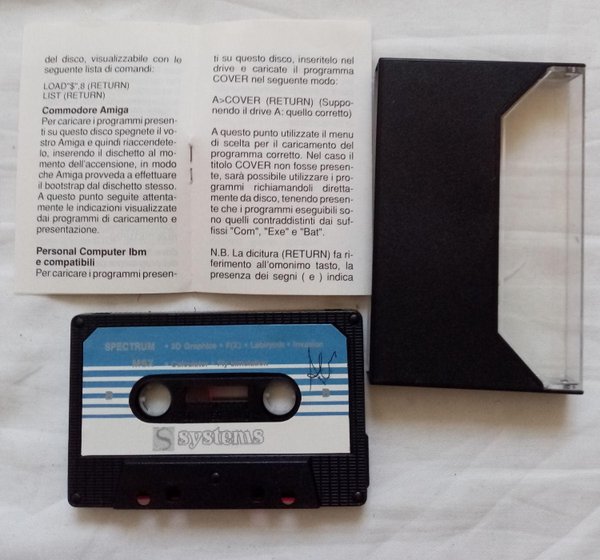 del disco, visualizzabile con lo
seguente lista di comandi:
LOAD"$",8 (RETURN)
LIST (RETURN)
Commodore Amiga
Per caricare i programmi presen-
ti su questo disco spegnete il vo-
stro Amiga e quindi riaccendete-
lo, inserendo il dischetto al mo-
mento dell'accensione, in modo
che Amiga provveda a effettuare
il bootstrap dal dischetto stesso.
A questo punto seguite attenta-
mente le indicazioni visualizzate
dai programmi di caricamento e
presentazione.
Personal Computer Ibm
e compatibili
Per caricare i programmi presen-
ti su questo disco, inseritelo nel
drive e caricate il programma
COVER nel seguente modo:
A>COVER (RETURN) (Suppo-
nendo il drive A: quello corretto)
A questo punto utilizzate il menu
di scelta per il caricamento del
programma corretto. Nel caso il
titolo COVER non fosse presen-
te, sarà possibile utilizzare i pro-
grammi richiamandoli diretta-
mente da disco, tenendo presen-
te che i programmi eseguibili so-
no quelli contraddistinti dai suf-
fissi "Com", "Exe" e "Bat".
N.B. La dicitura (RETURN) fa ri-
ferimento all'omonimo tasto, la
presenza dei segni ( e ) indica
SPECTRUM • 3D Graphics • F(X) • Labirynth • Invasion
MSX • Calculator • Fly simulation
S systems